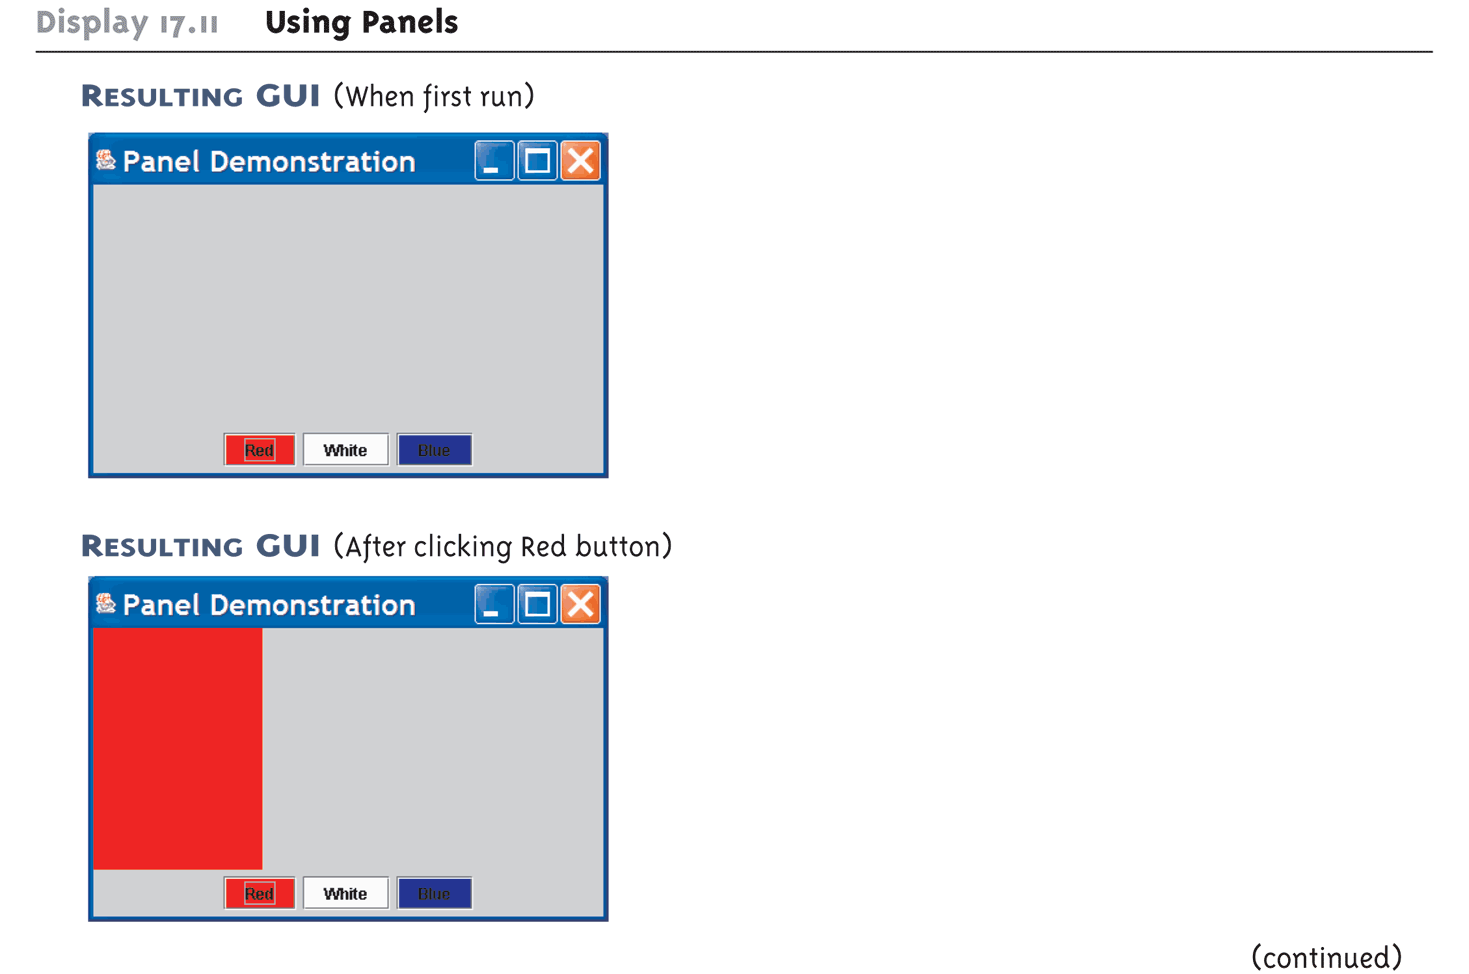 Display 17.11 Using Panels
RESULTING GUI (When first run)
Panel Demonstration
Red White Blue
RESULTING GUI (After clicking Red button)
Panel Demonstration
Red White Blue
(continued)